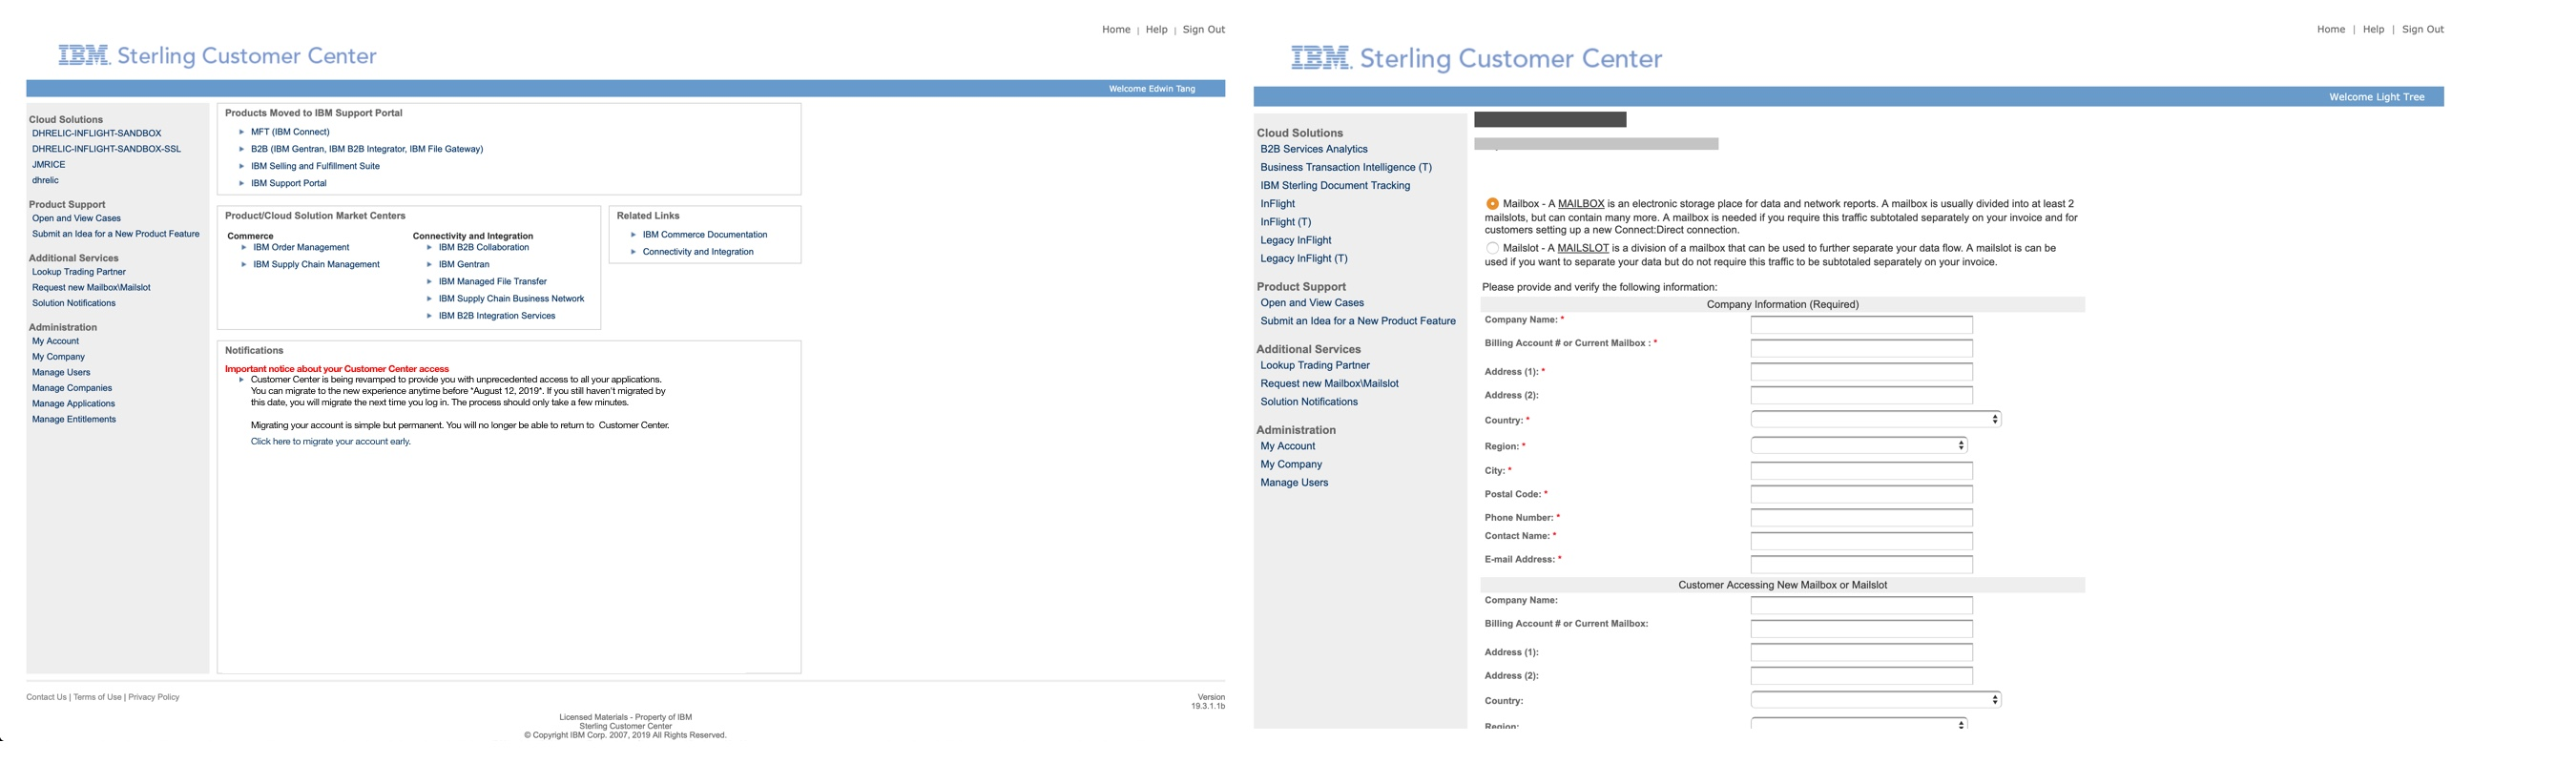 Home | Help | Sign Out
IBM. Sterling Customer Center
Welcome Edwin Tang
Cloud Solutions
DHRELIC-INFLIGHT-SANDBOX
DHRELIC-INFLIGHT-SANDBOX-SSL
JMRICE
dhrelic
Product Support
Open and View Cases
Submit an Idea for a New Product Feature
Additional Services
Lookup Trading Partner
Request new Mailbox\Mailslot
Solution Notifications
Administration
My Account
My Company
Manage Users
Manage Companies
Manage Applications
Manage Entitlements
Products Moved to IBM Support Portal
MFT (IBM Connect)
B2B (IBM Gentran, IBM B2B Integrator, IBM File Gateway)
IBM Selling and Fulfillment Suite
IBM Support Portal
Product/Cloud Solution Market Centers
Commerce
IBM Order Management
IBM Supply Chain Management
Connectivity and Integration
IBM B2B Collaboration
IBM Gentran
IBM Managed File Transfer
IBM Supply Chain Business Network
IBM B2B Integration Services
Related Links
IBM Commerce Documentation
Connectivity and Integration
Notifications
Important notice about your Customer Center access
Customer Center is being revamped to provide you with unprecedented access to all your applications.
You can migrate to the new experience anytime before *August 12, 2019*. If you still haven't migrated by
this date, you will migrate the next time you log in. The process should only take a few minutes.
Migrating your account is simple but permanent. You will no longer be able to return to Customer Center.
Click here to migrate your account early.
Contact Us | Terms of Use | Privacy Policy
Version
19.3.1.1b
Licensed Materials - Property of IBM
Sterling Customer Center
© Copyright IBM Corp. 2007, 2019 All Rights Reserved.
Home | Help | Sign Out
IBM. Sterling Customer Center
Welcome Light Tree
Cloud Solutions
B2B Services Analytics
Business Transaction Intelligence (T)
IBM Sterling Document Tracking
InFlight
InFlight (T)
Legacy InFlight
Legacy InFlight (T)
Product Support
Open and View Cases
Submit an Idea for a New Product Feature
Additional Services
Lookup Trading Partner
Request new Mailbox\Mailslot
Solution Notifications
Administration
My Account
My Company
Manage Users
Mailbox - A MAILBOX is an electronic storage place for data and network reports. A mailbox is usually divided into at least 2
mailslots, but can contain many more. A mailbox is needed if you require this traffic subtotaled separately on your invoice and for
customers setting up a new Connect:Direct connection.
Mailslot - A MAILSLOT is a division of a mailbox that can be used to further separate your data flow. A mailslot is can be
used if you want to separate your data but do not require this traffic to be subtotaled separately on your invoice.
Please provide and verify the following information:
Company Information (Required)
Company Name: *
Billing Account # or Current Mailbox : *
Address (1): *
Address (2):
Country: *
Region: *
City: *
Postal Code: *
Phone Number: *
Contact Name: *
E-mail Address: *
Customer Accessing New Mailbox or Mailslot
Company Name:
Billing Account # or Current Mailbox:
Address (1):
Address (2):
Country:
Region: